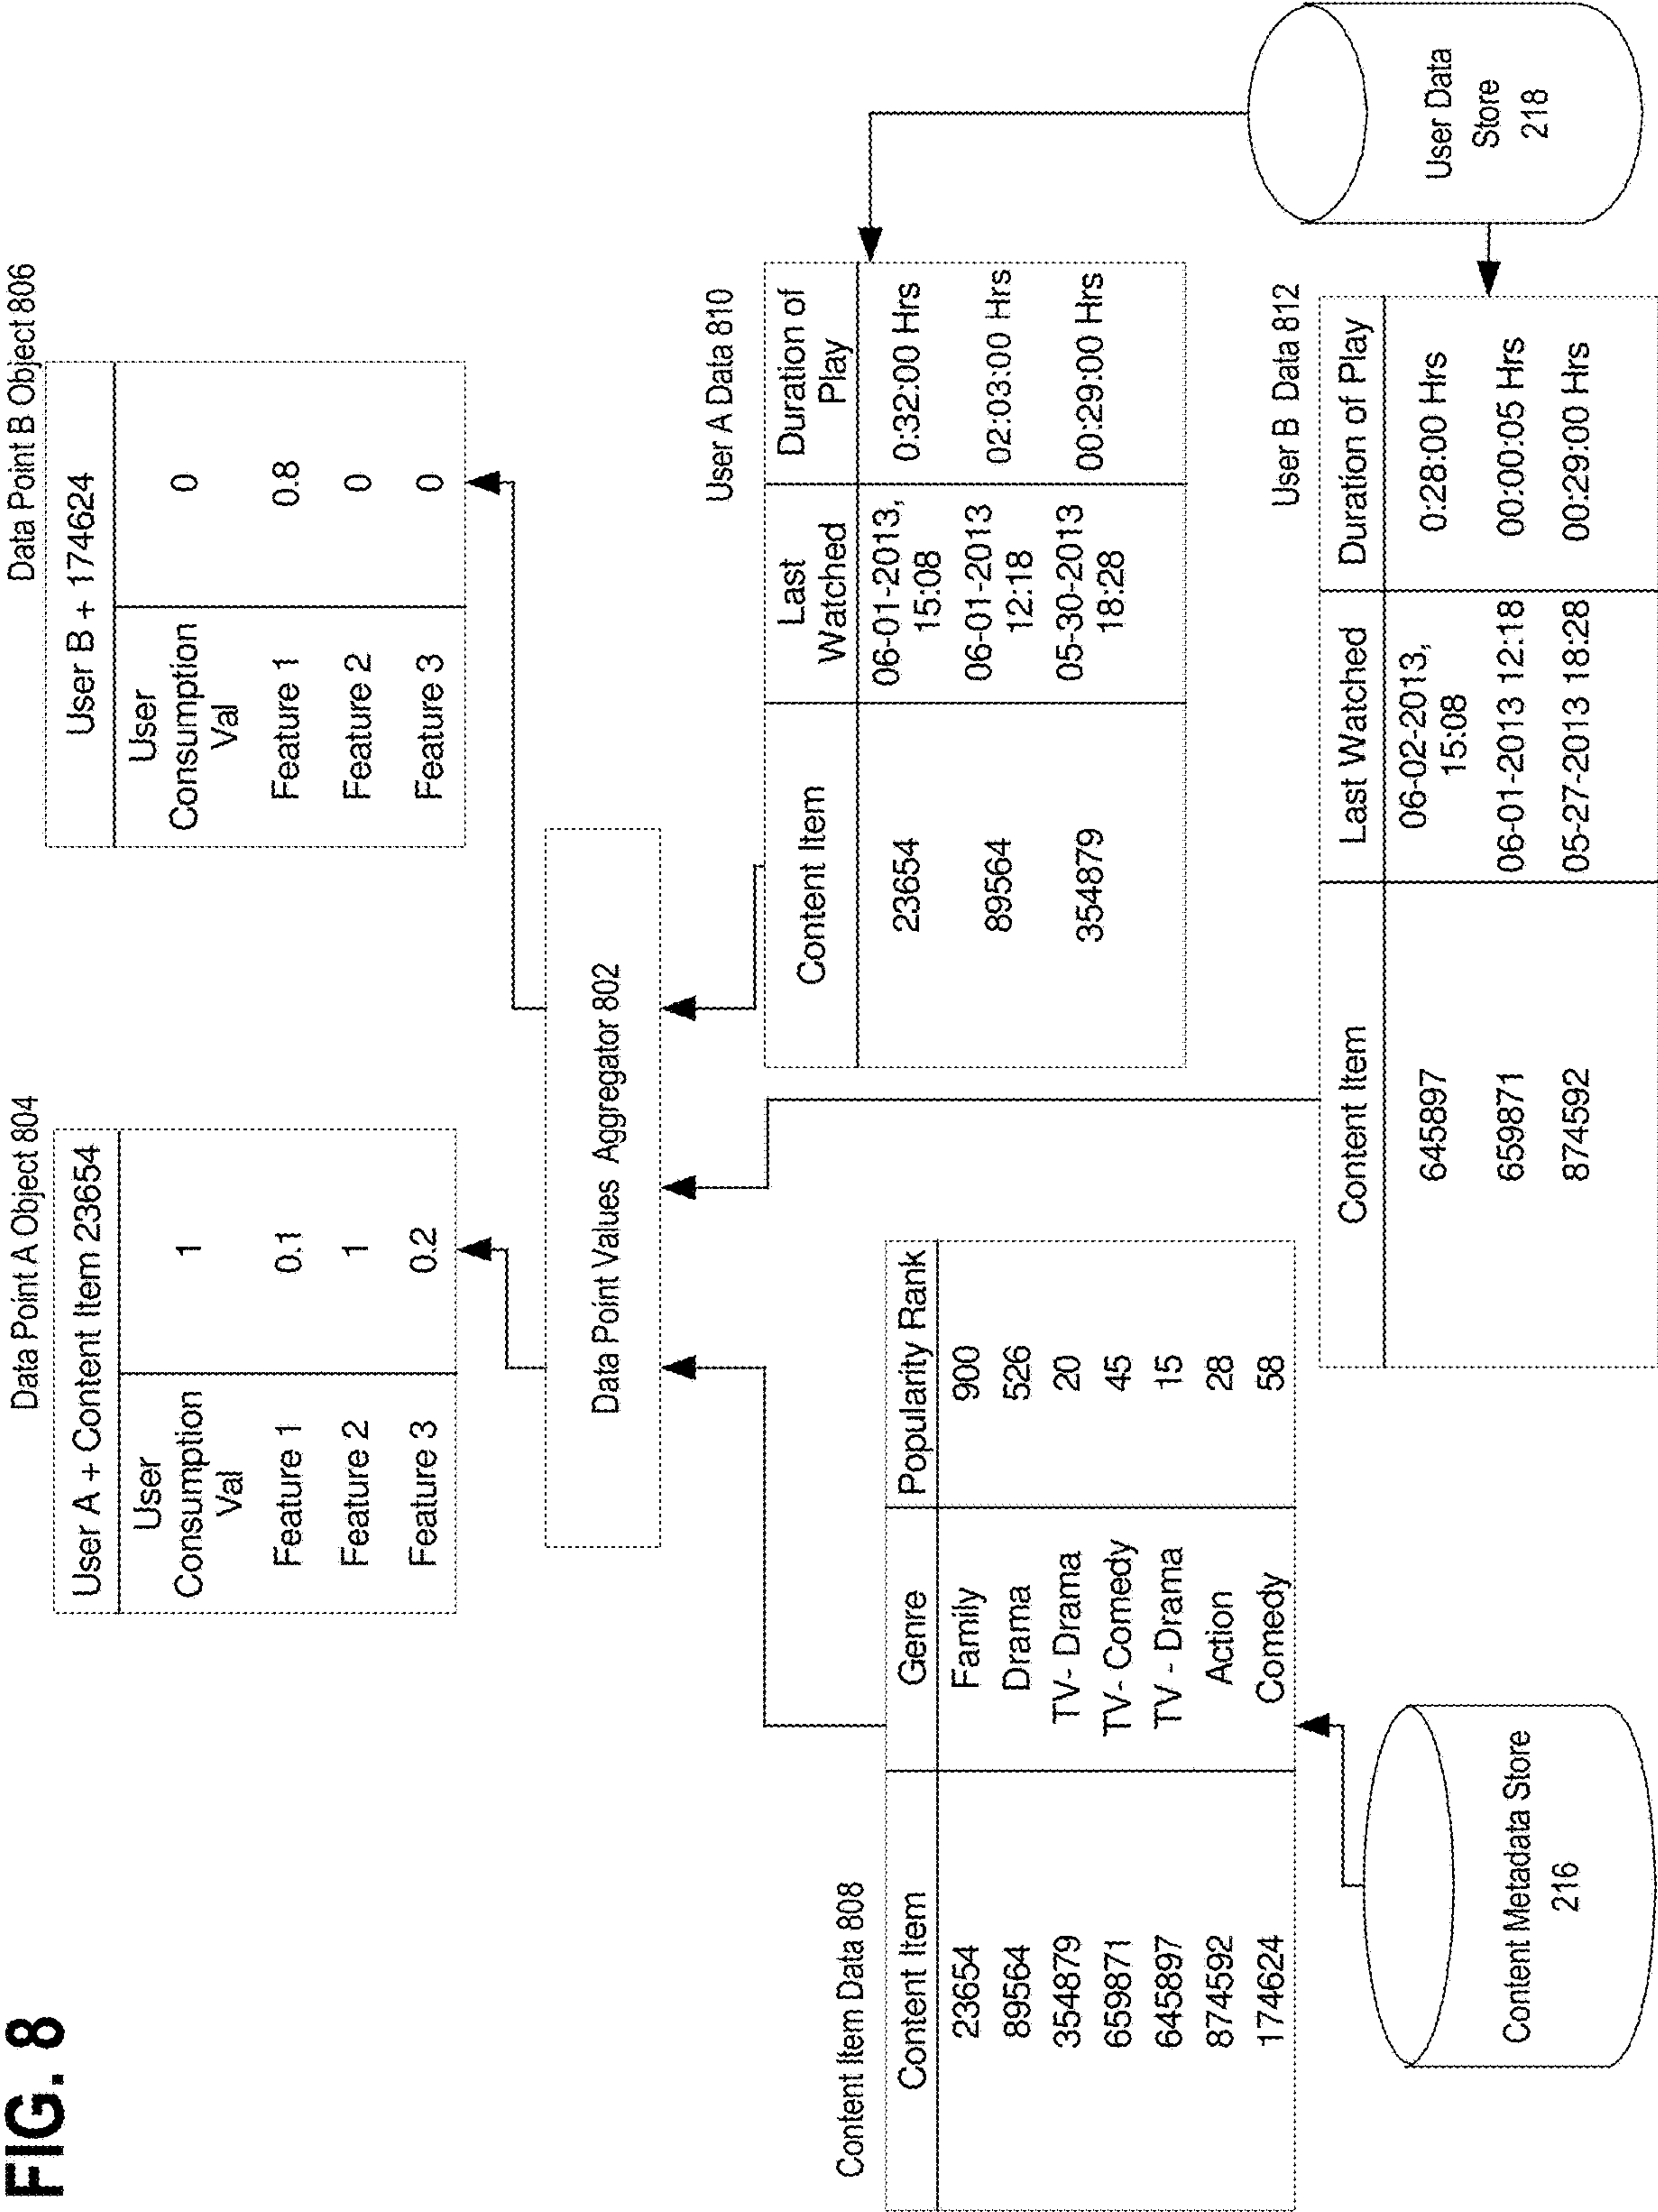 FIG. 8
Data Point A Object 804
User A + Content Item 23654
User
Consumption
Val
1
Feature 1 0.1
Feature 2 1
Feature 3 0.2
Data Point B Object 806
User B + 174624
User
Consumption
Val
0
Feature 1 0.8
Feature 2 0
Feature 3 0
Data Point Values Aggregator 802
Content Item Data 808
Content Item Genre Popularity Rank
23654 Family 900
89564 Drama 526
354879 TV- Drama 20
659871 TV- Comedy 45
645897 TV - Drama 15
874592 Action 28
174624 Comedy 58
Content Metadata Store
216
User A Data 810
Content Item
Last
Watched
Duration of
Play
23654
06-01-2013,
15:08
0:32:00 Hrs
89564
06-01-2013
12:18
02:03:00 Hrs
354879
05-30-2013
18:28
00:29:00 Hrs
User B Data 812
Content Item Last Watched Duration of Play
645897
06-02-2013,
15:08
0:28:00 Hrs
659871 06-01-2013 12:18 00:00:05 Hrs
874592 05-27-2013 18:28 00:29:00 Hrs
User Data
Store
218